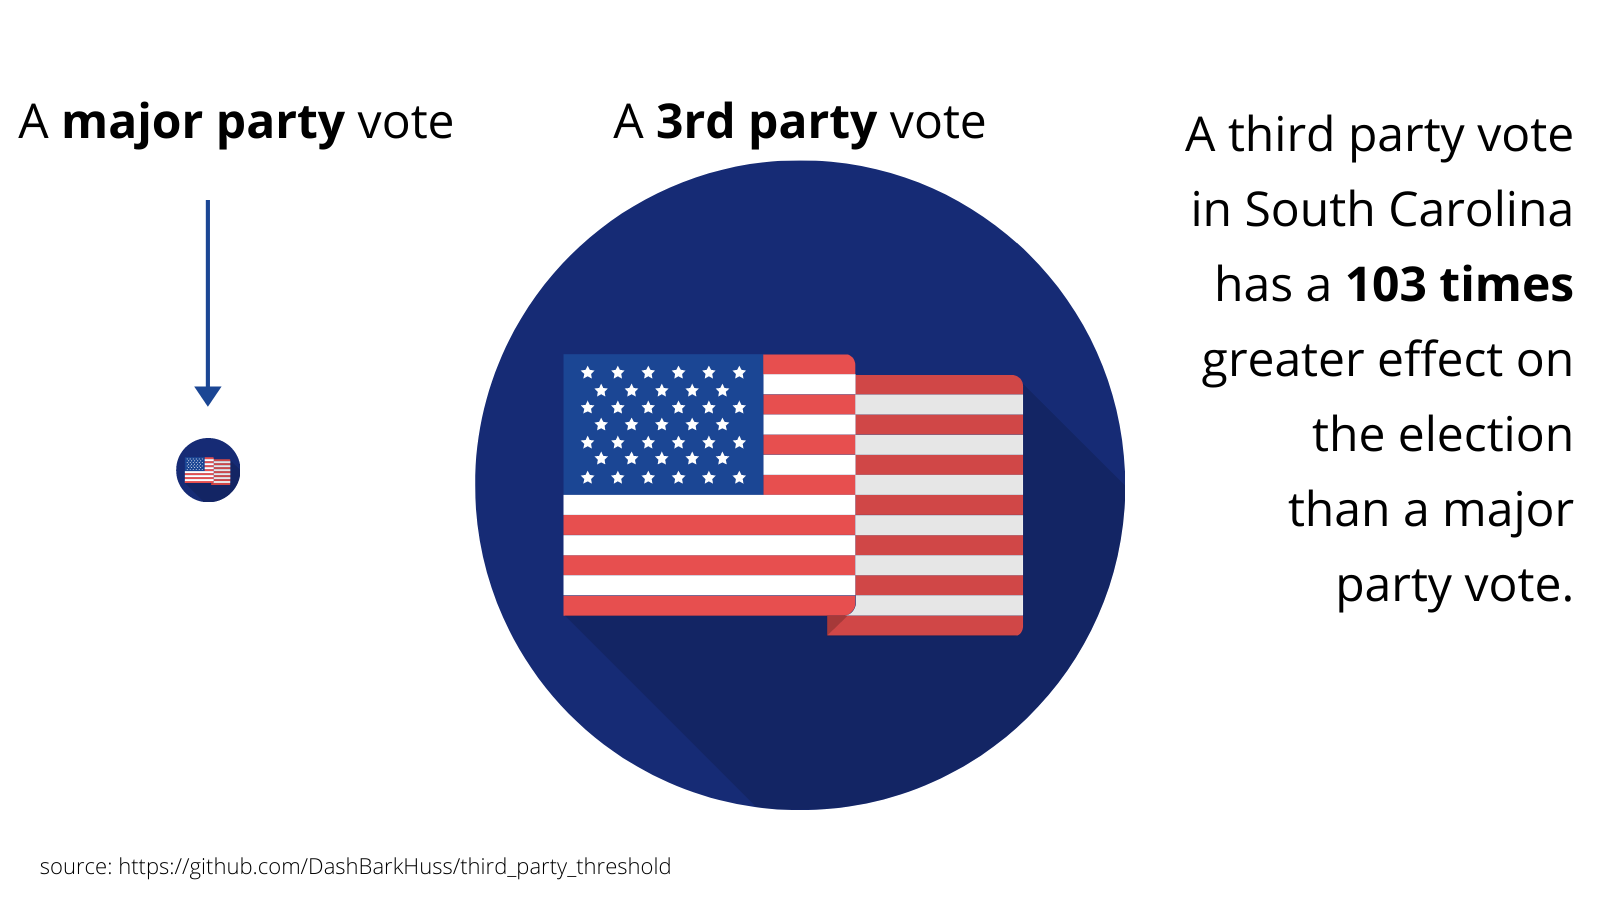 A major party vote
A 3rd party vote
A third party vote
in South Carolina
has a 103 times
greater effect on
the election
than a major
party vote.
source: https://github.com/DashBarkHuss/third_party_threshold